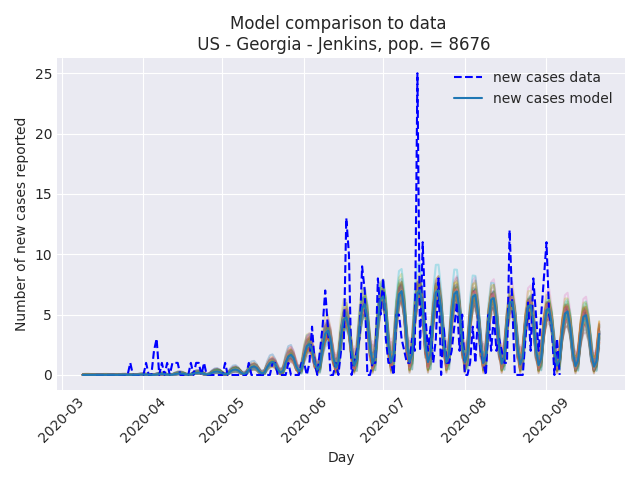 Model comparison to data
US - Georgia - Jenkins, pop. = 8676
new cases data
new cases model
Number of new cases reported
25
20
15
10
5
0
2020-03
2020-04
2020-05
2020-06
2020-07
2020-08
2020-09
Day